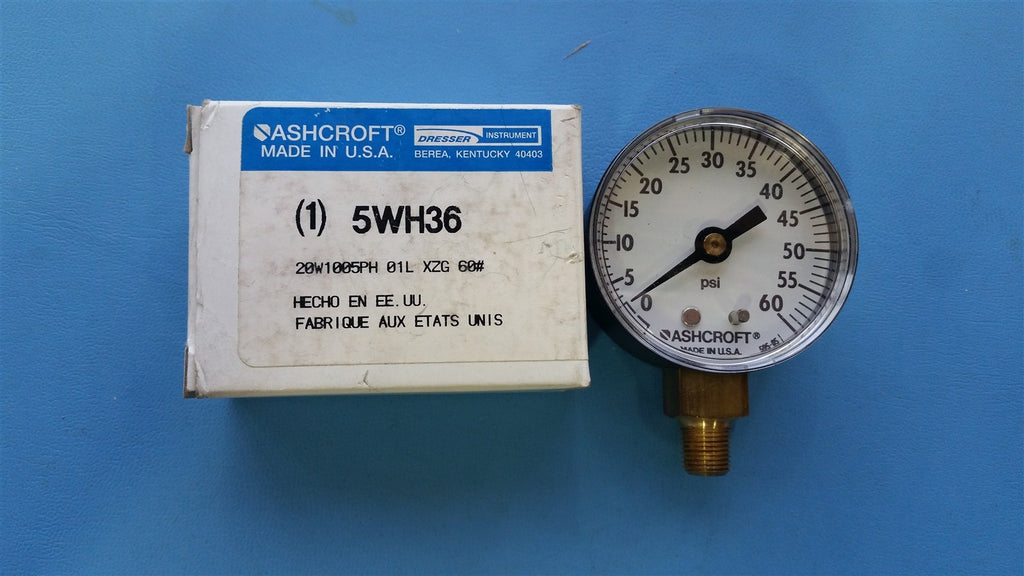 ASHCROFT®
MADE IN U.S.A.
DRESSER INSTRUMENT
BEREA, KENTUCKY 40403
(1) 5WH36
20W1005PH 01L XZG 60#
HECHO EN EE.UU.
FABRIQUE AUX ETATS UNIS
0
5
10
15
20
25
30
35
40
45
50
55
60
psi
ASHCROFT®
MADE IN U.S.A.